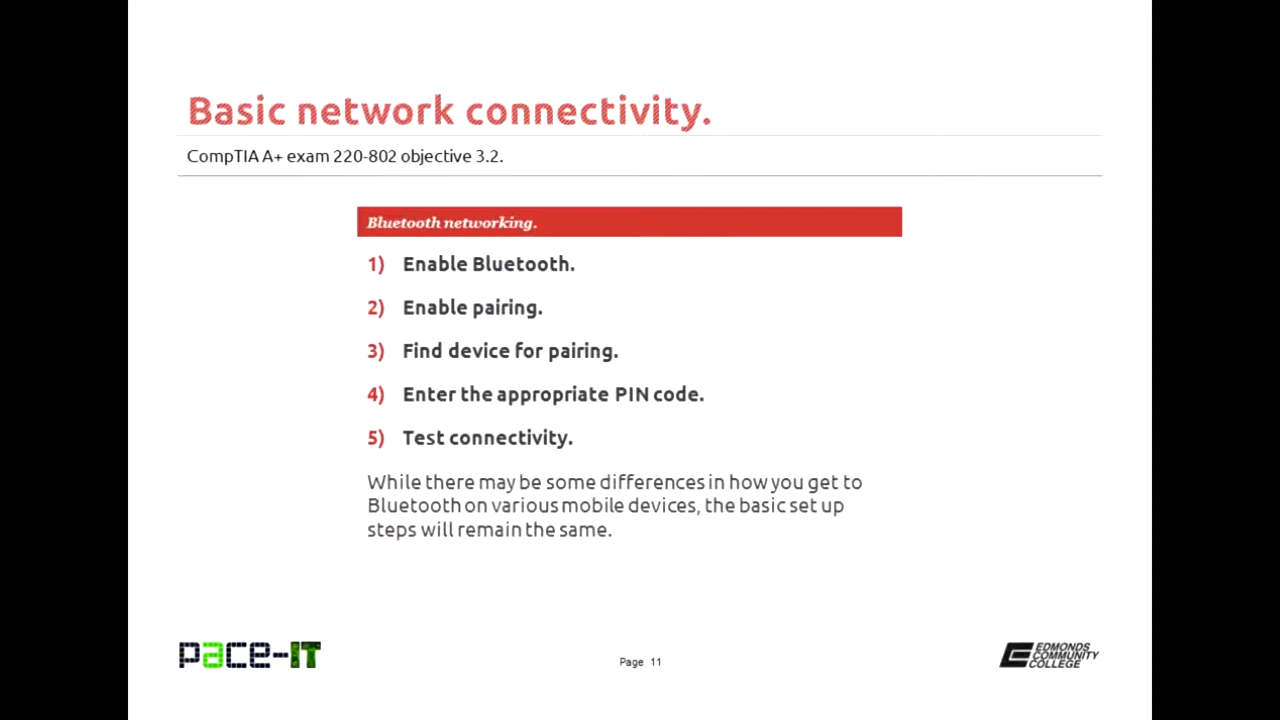 Basic network connectivity.
CompTIA A+ exam 220-802 objective 3.2.
Bluetooth networking.
1) Enable Bluetooth.
2) Enable pairing.
3) Find device for pairing.
4) Enter the appropriate PIN code.
5) Test connectivity.
While there may be some differences in how you get to
Bluetooth on various mobile devices, the basic set up
steps will remain the same.
pace-IT
Page 11
EDMONDS
COMMUNITY
COLLEGE